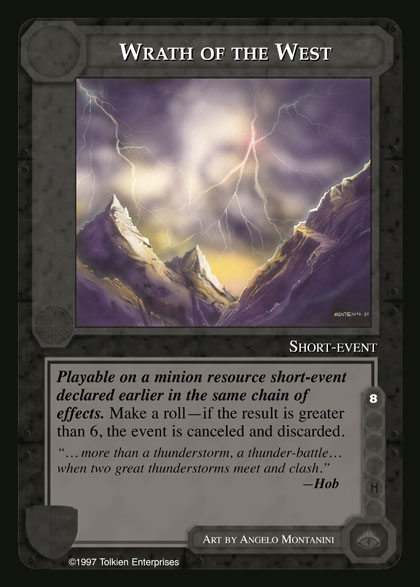 WRATH OF THE WEST
SHORT-EVENT
Playable on a minion resource short-event
declared earlier in the same chain of
effects. Make a roll—if the result is greater
than 6, the event is canceled and discarded.
“…more than a thunderstorm, a thunder-battle…
when two great thunderstorms meet and clash.”
—Hob
8
H
ART BY ANGELO MONTANINI
©1997 Tolkien Enterprises